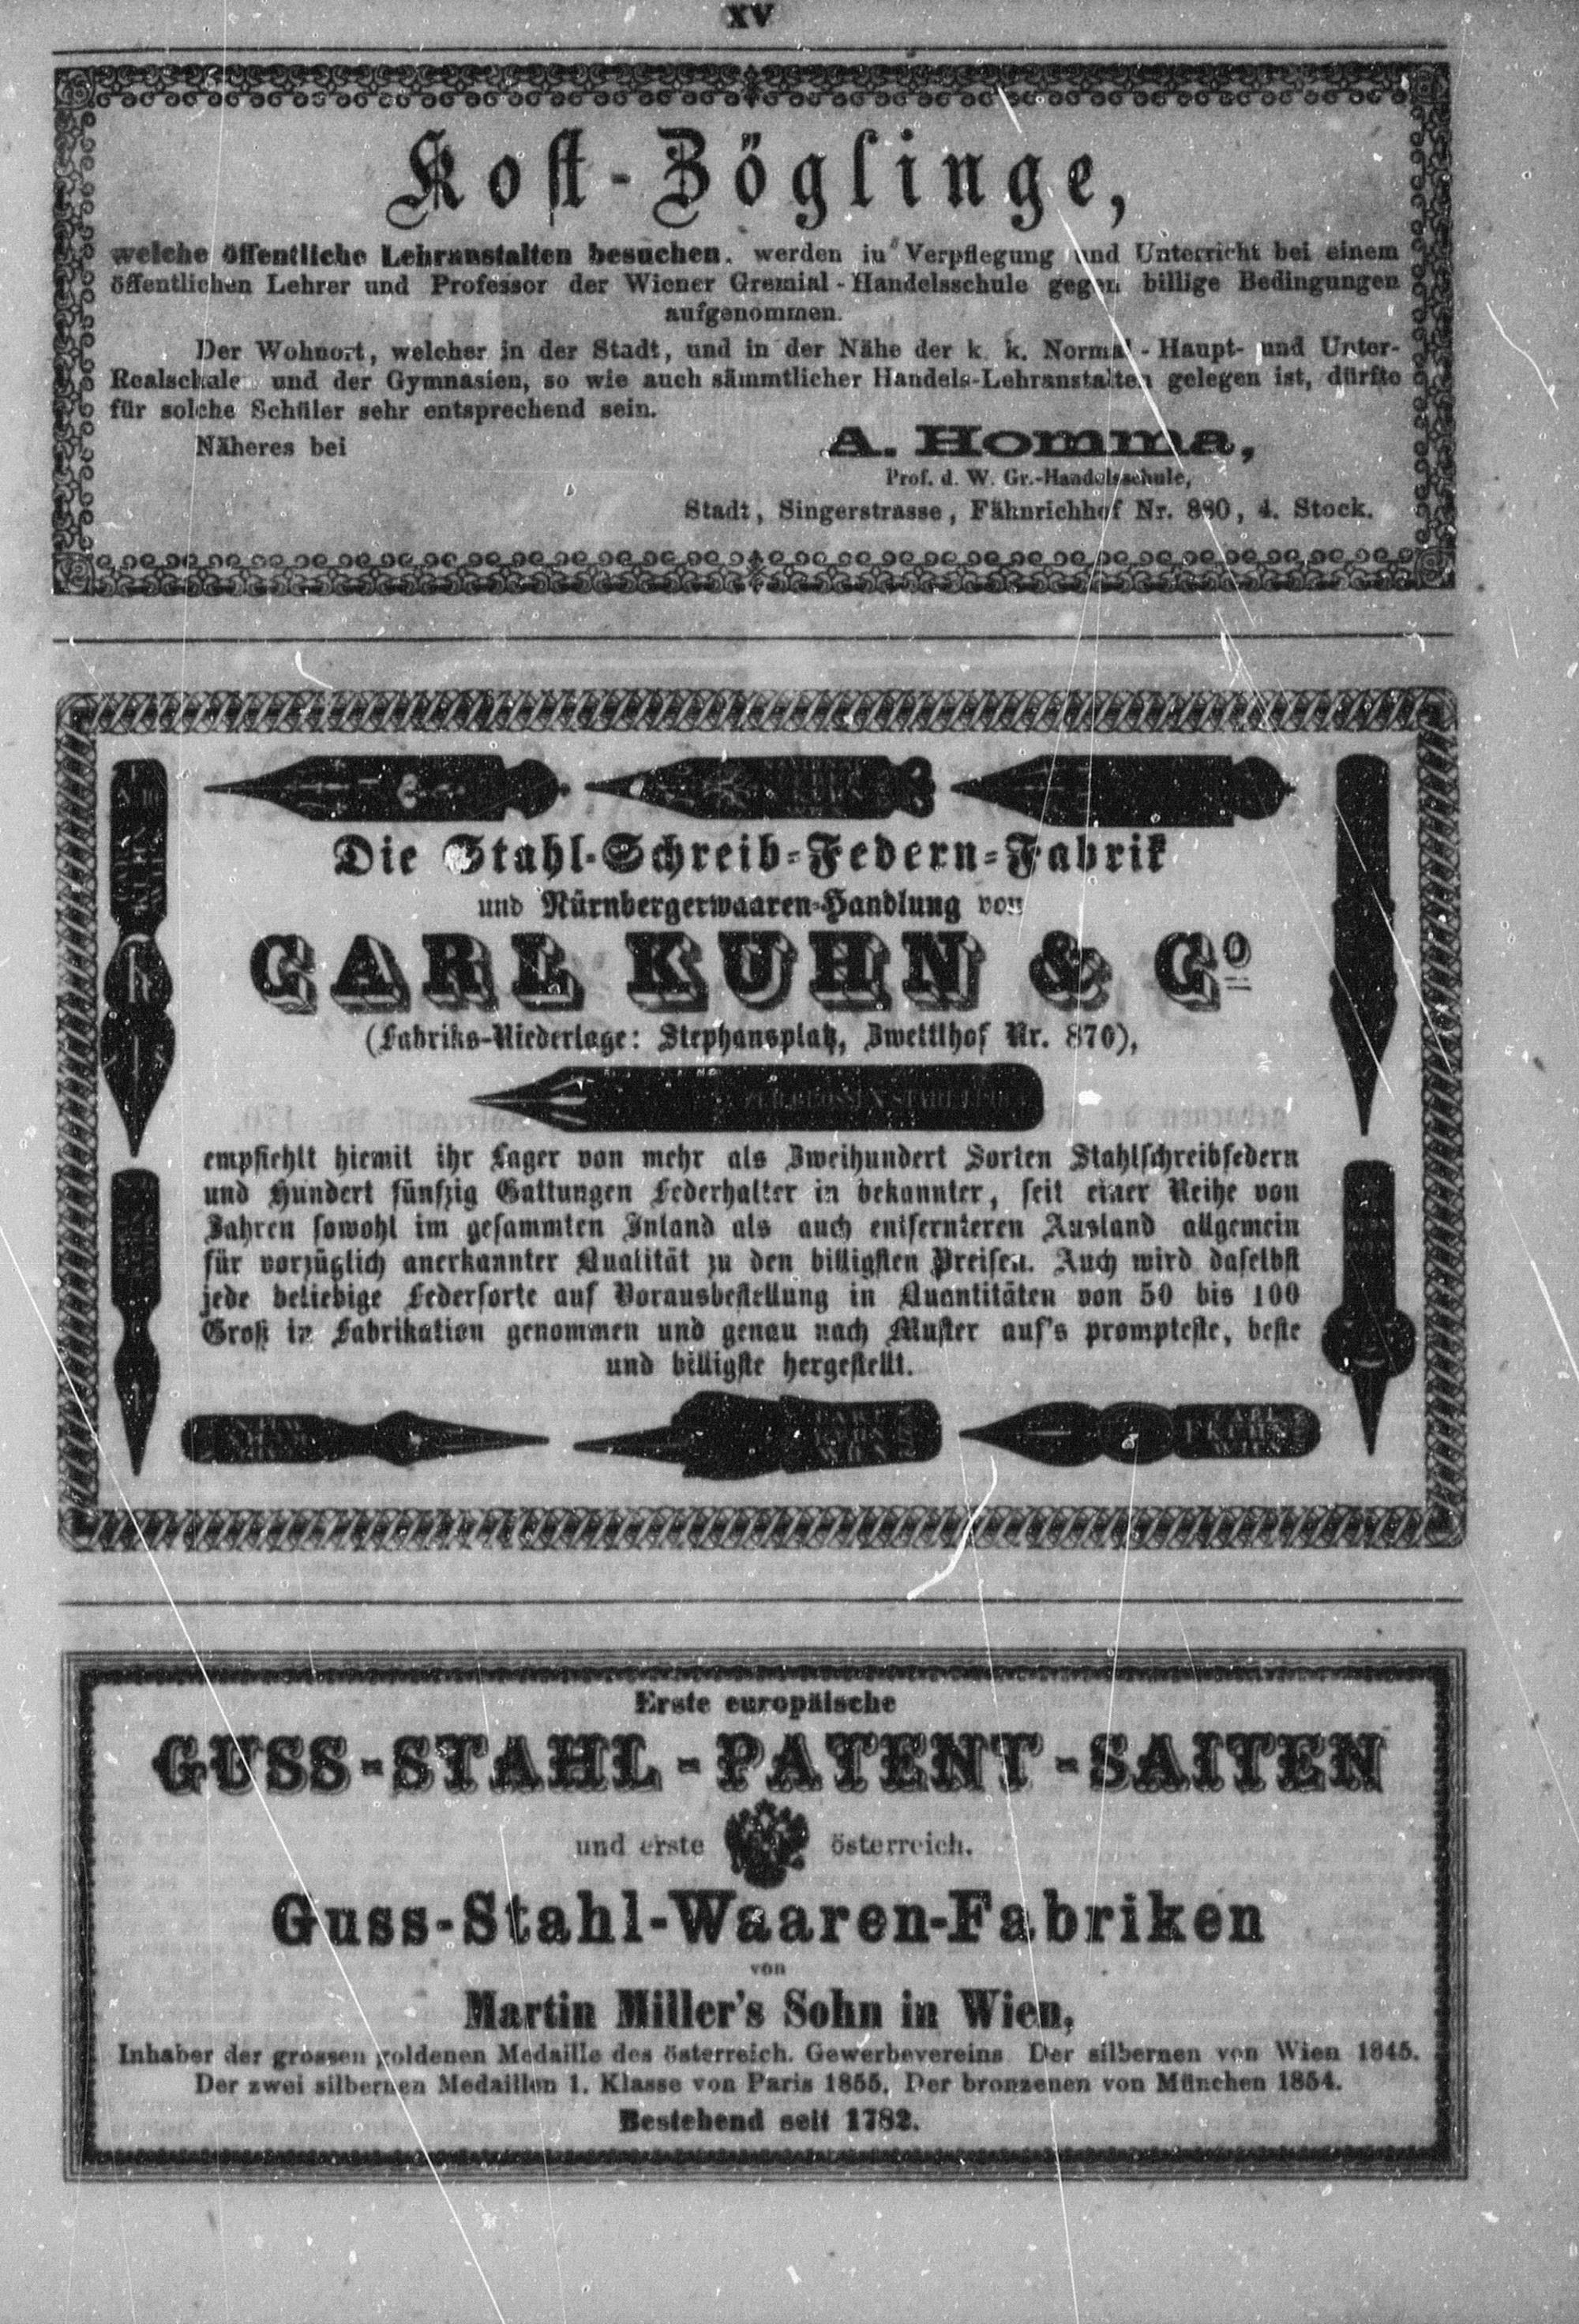 XV
Kost-Zöglinge,
welche öffentliche Lehranstalten besuchen, werden in Verpflegung und Unterricht bei einem
öffentlichen Lehrer und Professor der Wiener Gremial-Handelsschule gegen billige Bedingungen
aufgenommen.
Der Wohnort, welcher in der Stadt, und in der Nähe der k. k. Normal-Haupt- und Unter-
Realschule und der Gymnasien, so wie auch sämmtlicher Handels-Lehranstalten gelegen ist, dürfte
für solche Schüler sehr entsprechend sein.
Näheres bei
A. Homma,
Prof. d. W. Gr.-Handelsschule,
Stadt, Singerstrasse, Fähnrichhof Nr. 880, 4. Stock.
Die Stahl-Schreib-Federn-Fabrik
und Nürnbergerwaaren-Handlung von
CARL KUHN & Co
(Fabriks-Niederlage: Stephansplatz, Zwettlhof Nr. 870),
empfiehlt hiemit ihr Lager von mehr als Zweihundert Sorten Stahlschreibfedern
und Hundert fünfzig Gattungen Federhalter in bekannter, seit einer Reihe von
Jahren sowohl im gesammten Inland als auch entfernteren Ausland allgemein
für vorzüglich anerkannter Qualität zu den billigsten Preisen. Auch wird daselbst
jede beliebige Federsorte auf Vorausbestellung in Quantitäten von 50 bis 100
Groß in Fabrikation genommen und genau nach Muster auf's prompteste, beste
und billigste hergestellt.
CARL
KUHN
WIEN
CARL
KUHN
WIEN
Erste europäische
GUSS-STAHL-PATENT-SAITEN
und erste österreich.
Guss-Stahl-Waaren-Fabriken
von
Martin Miller's Sohn in Wien,
Inhaber der grossen goldenen Medaille des österreich. Gewerbevereins. Der silbernen von Wien 1845.
Der zwei silbernen Medaillen 1. Klasse von Paris 1855. Der bronzenen von München 1854.
Bestehend seit 1782.